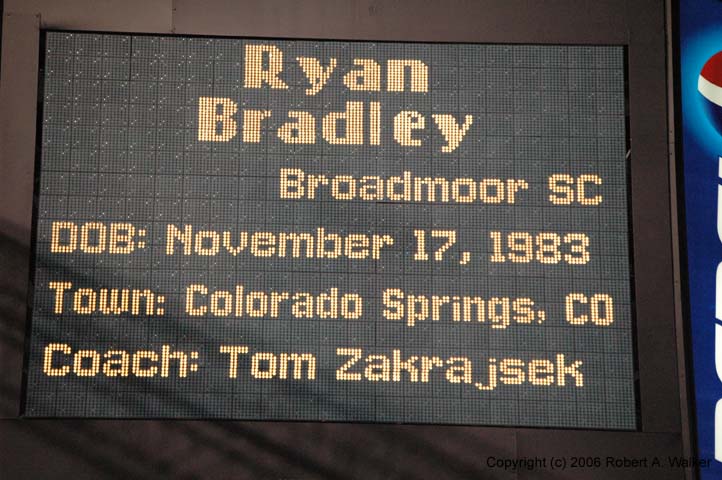 Ryan
Bradley
Broadmoor SC
DOB: November 17, 1983
Town: Colorado Springs, CO
Coach: Tom Zakrajsek
Copyright (c) 2006 Robert A. Walker